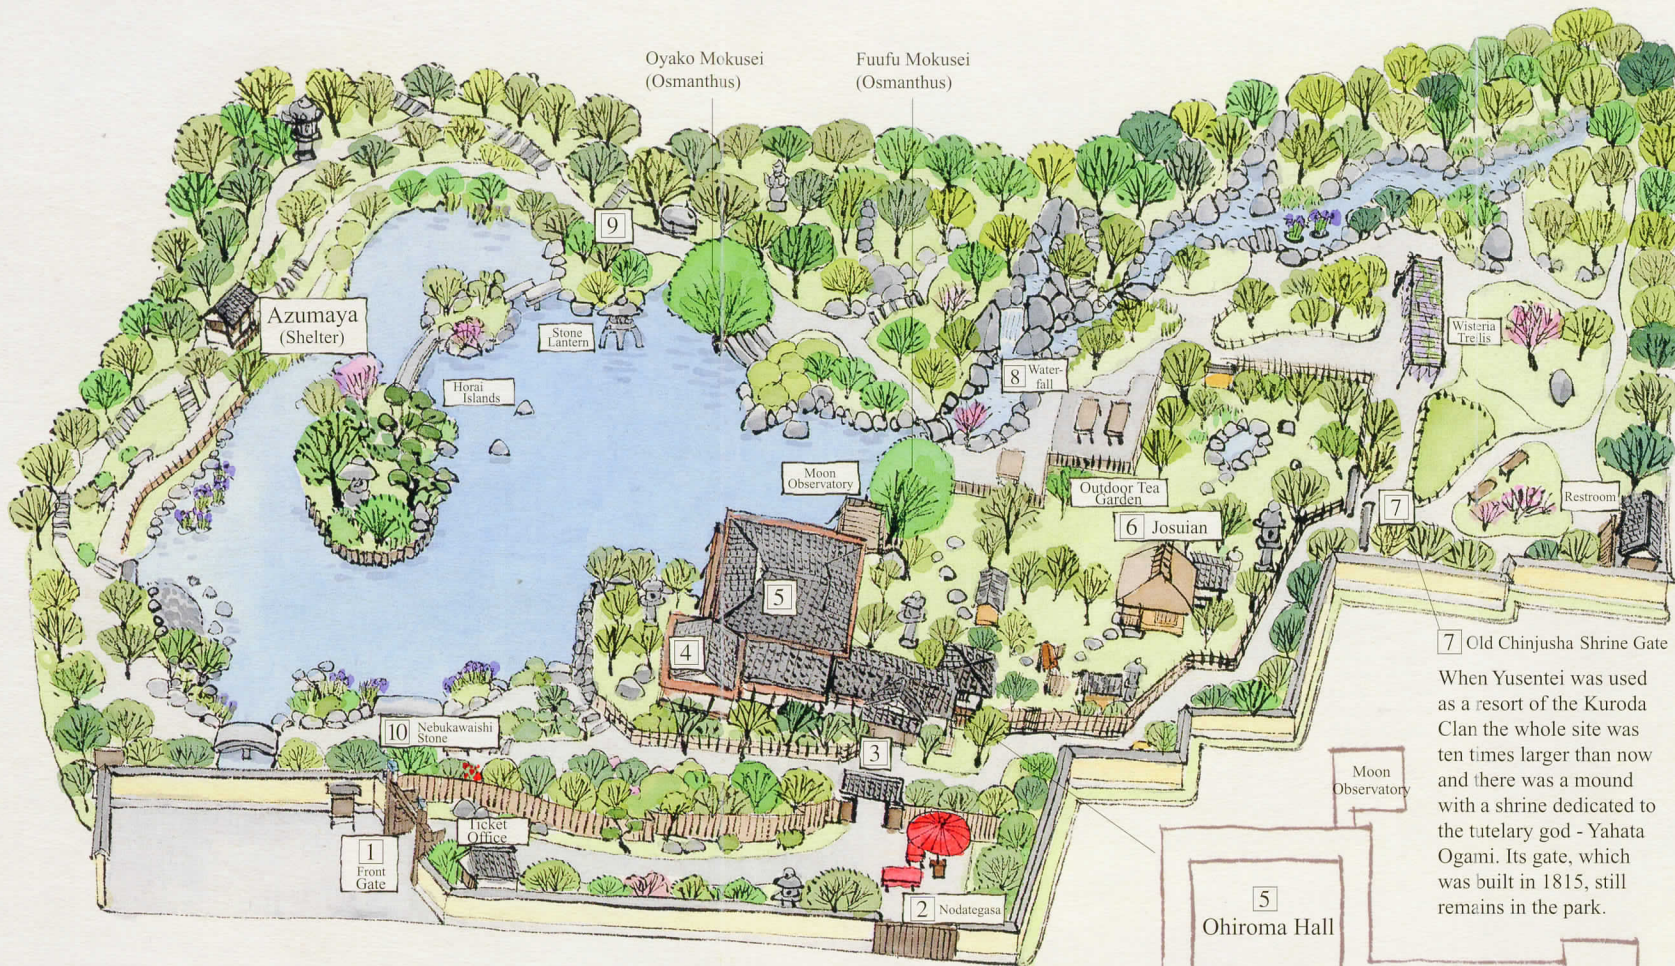 Oyako Mokusei
(Osmanthus)
Fuufu Mokusei
(Osmanthus)
9
Azumaya
(Shelter)
Stone
Lantern
Horai
Islands
8 Water-
fall
Wisteria
Trellis
Moon
Observatory
Outdoor Tea
Garden
6 Josuian
7
Restroom
5
4
10 Nebukawaishi
Stone
3
Ticket
Office
1
Front
Gate
2 Nodategasa
7 Old Chinjusha Shrine Gate
When Yusentei was used
as a resort of the Kuroda
Clan the whole site was
ten times larger than now
and there was a mound
with a shrine dedicated to
the tutelary god - Yahata
Ogami. Its gate, which
was built in 1815, still
remains in the park.
Moon
Observatory
5
Ohiroma Hall